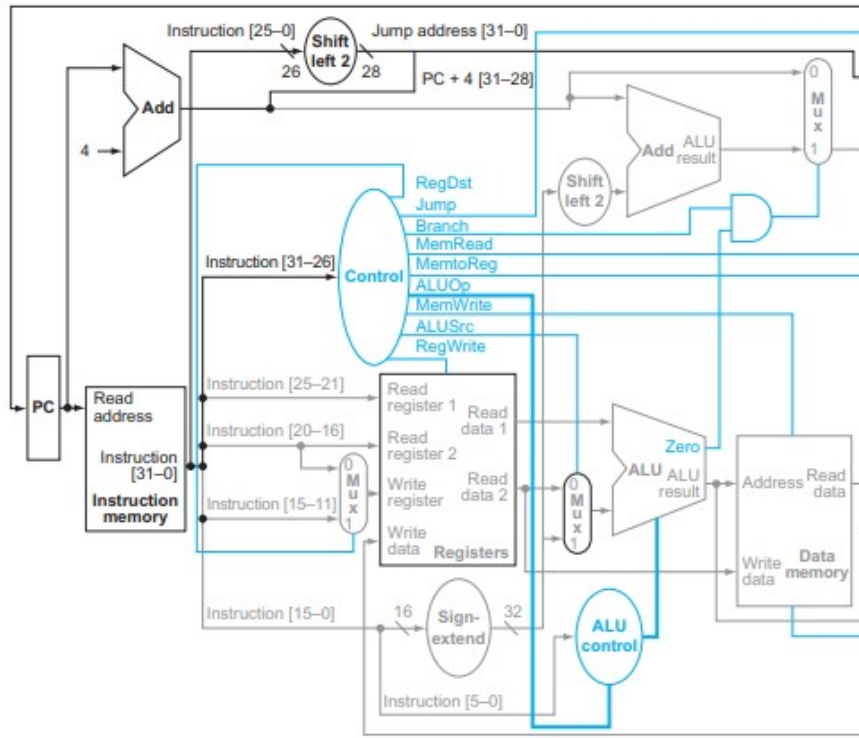 Instruction [25–0]
Shift
left 2
Jump address [31–0]
26
28
PC + 4 [31–28]
Add
4
0
M
u
x
1
Add
ALU
result
Shift
left 2
RegDst
Jump
Branch
MemRead
MemtoReg
ALUOp
MemWrite
ALUSrc
RegWrite
Instruction [31–26]
Control
PC
Read
address
Instruction
[31–0]
Instruction
memory
Instruction [25–21]
Instruction [20–16]
Instruction [15–11]
0
M
u
x
1
Read
register 1
Read
register 2
Write
register
Write
data
Read
data 1
Read
data 2
Registers
0
M
u
x
1
Zero
ALU
ALU
result
Address
Read
data
Write
data
Data
memory
Instruction [15–0]
16
Sign-
extend
32
ALU
control
Instruction [5–0]